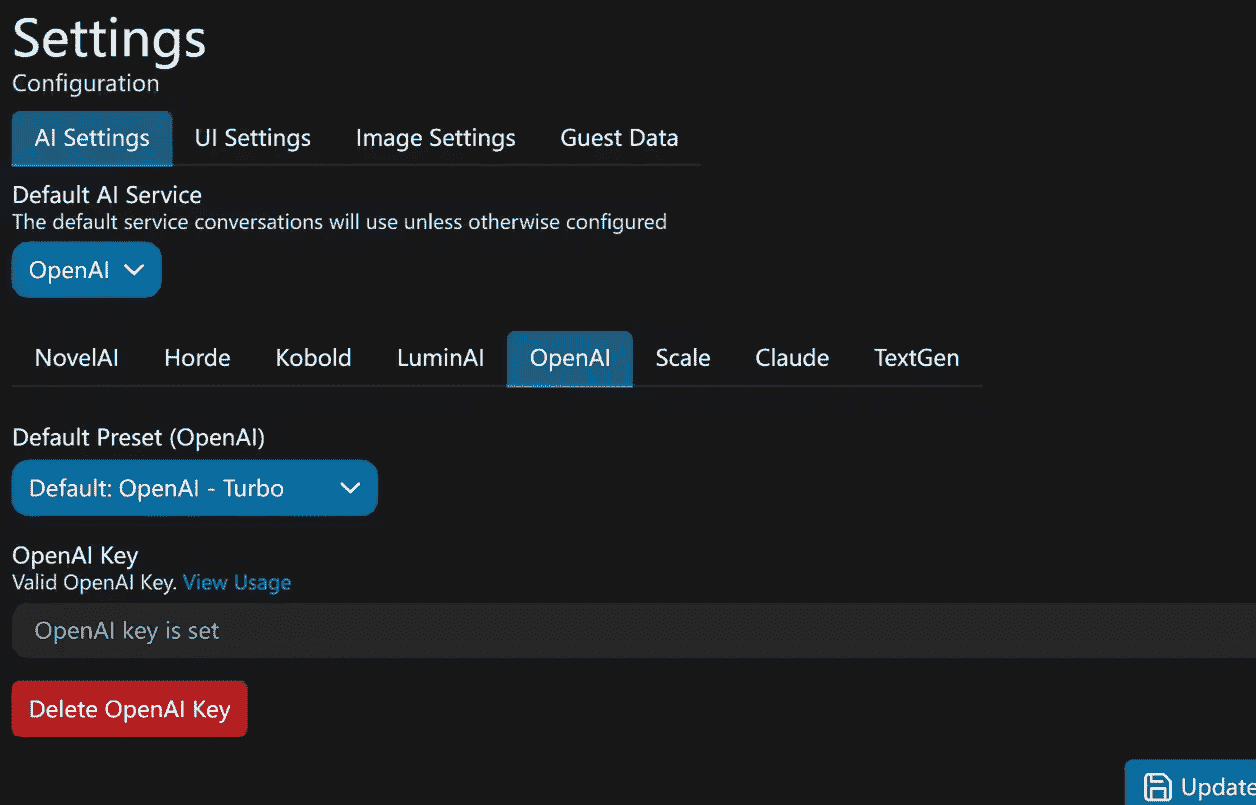 Settings
Configuration
AI Settings UI Settings Image Settings Guest Data
Default AI Service
The default service conversations will use unless otherwise configured
OpenAI
NovelAI Horde Kobold LuminAI OpenAI Scale Claude TextGen
Default Preset (OpenAI)
Default: OpenAI - Turbo
OpenAI Key
Valid OpenAI Key. View Usage
OpenAI key is set
Delete OpenAI Key
Update